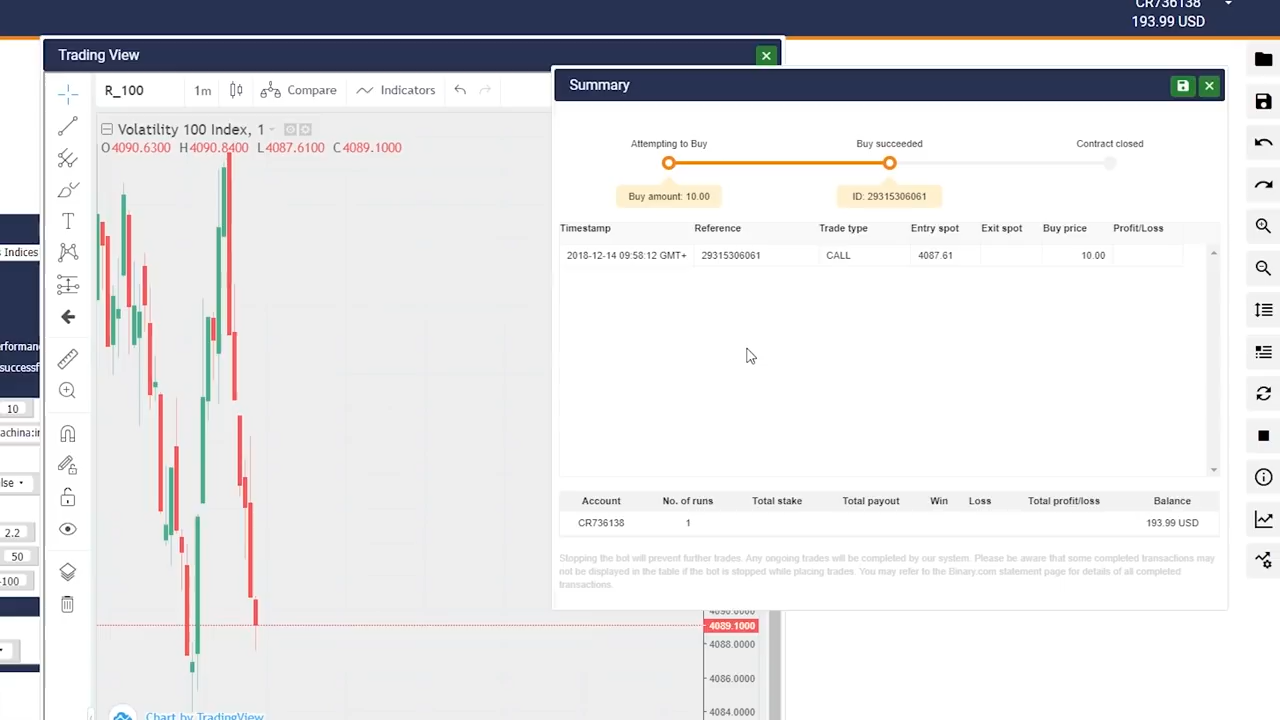 CR736138
193.99 USD
Trading View
R_100
1m
Compare
Indicators
Volatility 100 Index, 1
O4090.6300 H4090.8400 L4087.6100 C4089.1000
Summary
Attempting to Buy
Buy succeeded
Contract closed
Buy amount: 10.00
ID: 29315306061
Timestamp Reference Trade type Entry spot Exit spot Buy price Profit/Loss
2018-12-14 09:58:12 GMT+ 29315306061 CALL 4087.61 10.00
Account No. of runs Total stake Total payout Win Loss Total profit/loss Balance
CR736138 1 193.99 USD
Stopping the bot will prevent further trades. Any ongoing trades will be completed by our system. Please be aware that some completed transactions may
not be displayed in the table if the bot is stopped while placing trades. You may refer to the Binary.com statement page for details of all completed
transactions.
s Indices
erforman
successf
10
achina:ir
lse
2.2
50
-100
4089.1000
4088.0000
4086.0000
4084.0000
Chart by TradingView